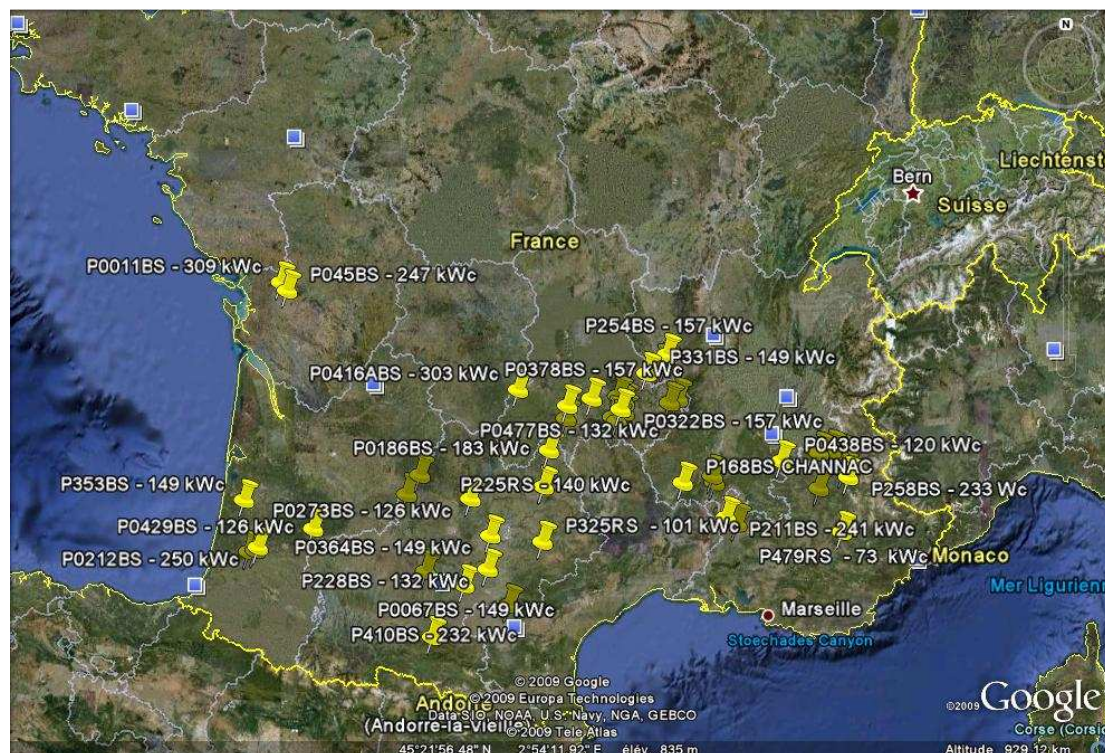 N
Liechtenst
Bern
Suisse
France
P0011BS - 309 kWc
P045BS - 247 kWc
P254BS - 157 kWc
P331BS - 149 kWc
P0416ABS - 303 kWc
P0378BS - 157 kWc
P0322BS - 157 kWc
P0477BS - 132 kWc
P0438BS - 120 kWc
P0186BS - 183 kWc
P168BS CHANNAC
P353BS - 149 kWc
P225RS - 140 kWc
P258BS - 233 Wc
P0273BS - 126 kWc
P0429BS - 126 kWc
P325RS - 101 kWc
P211BS - 241 kWc
P0364BS - 149 kWc
P0212BS - 250 kWc
P479RS - 73 kWc
Monaco
P228BS - 132 kWc
Mer Ligurienn
P0067BS - 149 kWc
Marseille
P410BS - 232 kWc
Stoechades Canyon
© 2009 Google
Andorre
© 2009 Europa Technologies
(Andorre-la-Vieille)
Data SIO, NOAA, U.S. Navy, NGA, GEBCO
©2009 Google
© 2009 Tele Atlas
Corse (Corsic
45°21'56.48" N 2°54'11.92" E élév. 835 m
Altitude 929.12 km